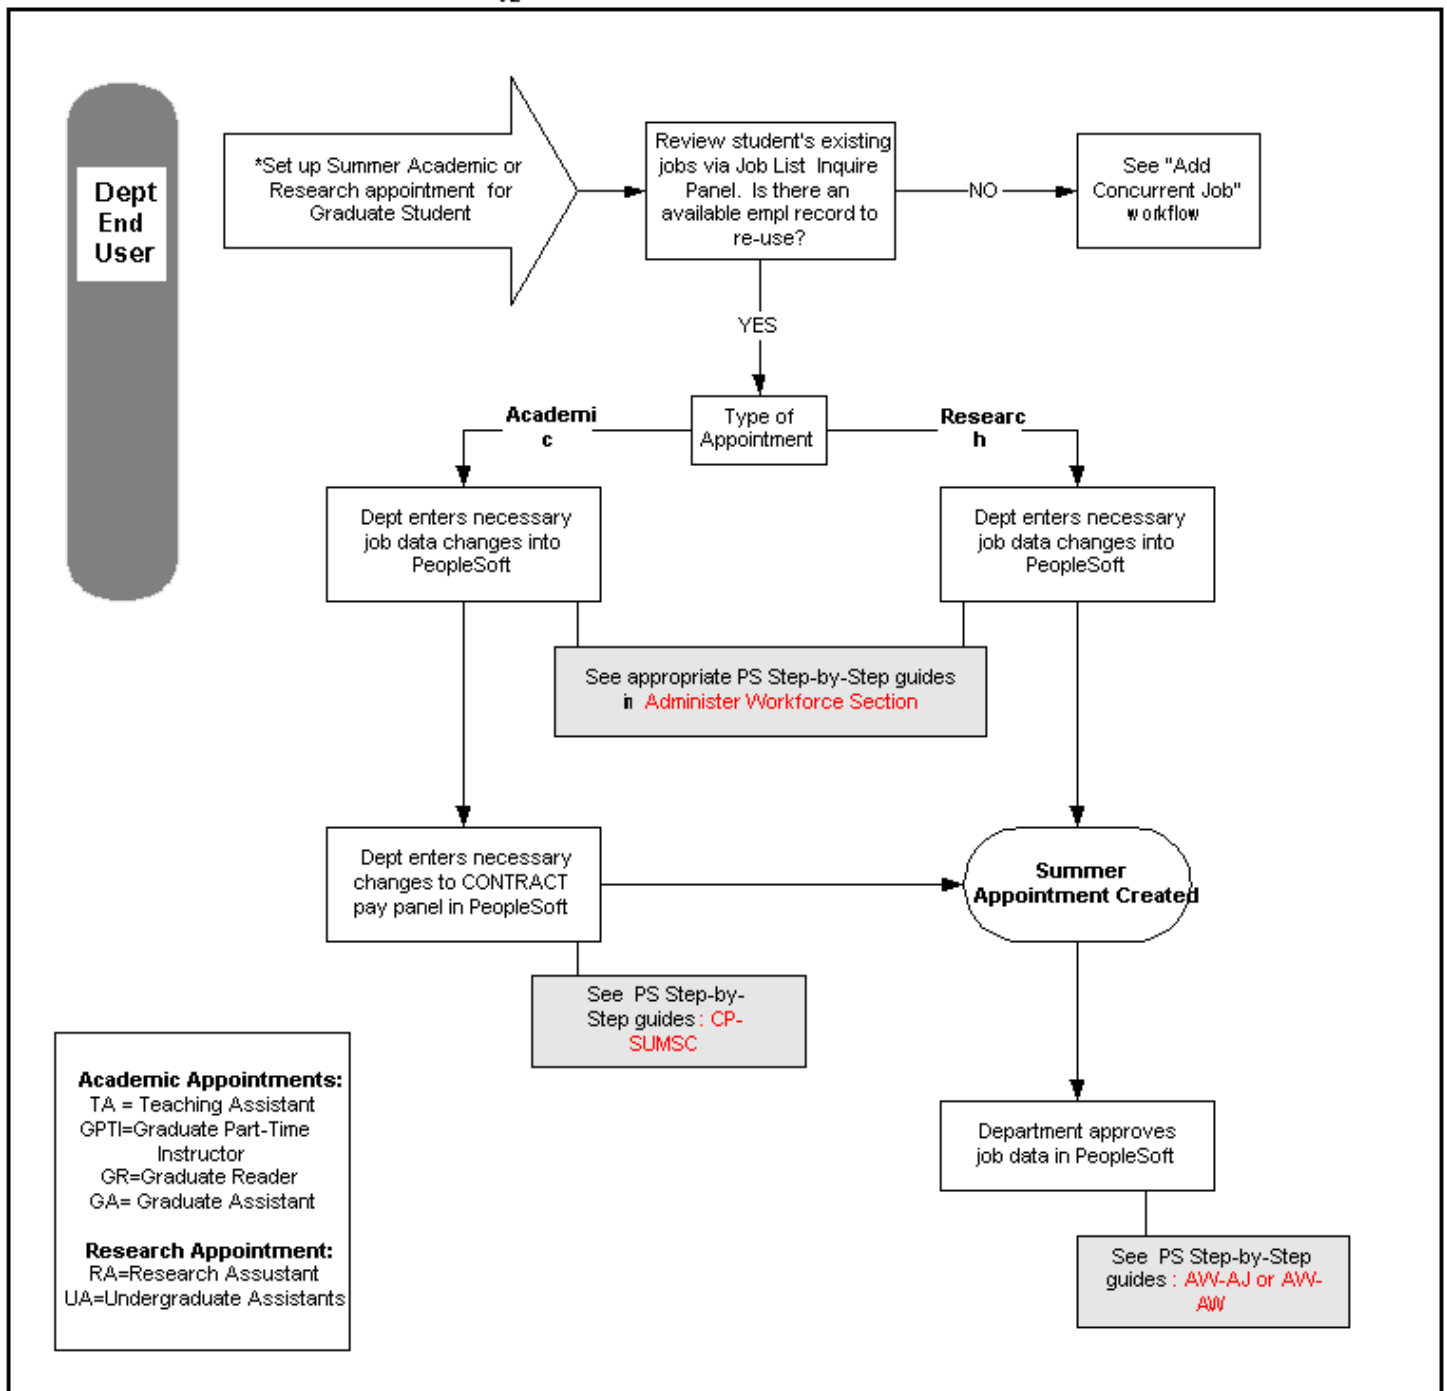 Dept
End
User
*Set up Summer Academic or
Research appointment for
Graduate Student
Review student's existing
jobs via Job List Inquire
Panel. Is there an
available empl record to
re-use?
NO
See "Add
Concurrent Job"
workflow
YES
Type of
Appointment
Academi
c
Researc
h
Dept enters necessary
job data changes into
PeopleSoft
Dept enters necessary
job data changes into
PeopleSoft
See appropriate PS Step-by-Step guides
in Administer Workforce Section
Dept enters necessary
changes to CONTRACT
pay panel in PeopleSoft
Summer
Appointment Created
See PS Step-by-
Step guides : CP-
SUMSC
Department approves
job data in PeopleSoft
See PS Step-by-Step
guides : AW-AJ or AW-
AW
Academic Appointments:
TA = Teaching Assistant
GPTI=Graduate Part-Time
Instructor
GR=Graduate Reader
GA= Graduate Assistant
Research Appointment:
RA=Research Assustant
UA=Undergraduate Assistants